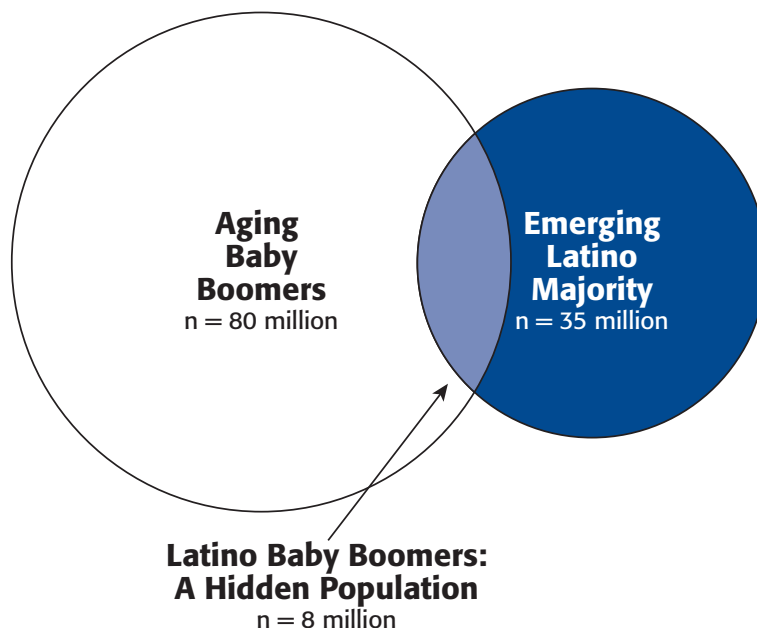 Aging
Baby
Boomers
n = 80 million
Emerging
Latino
Majority
n = 35 million
Latino Baby Boomers:
A Hidden Population
n = 8 million